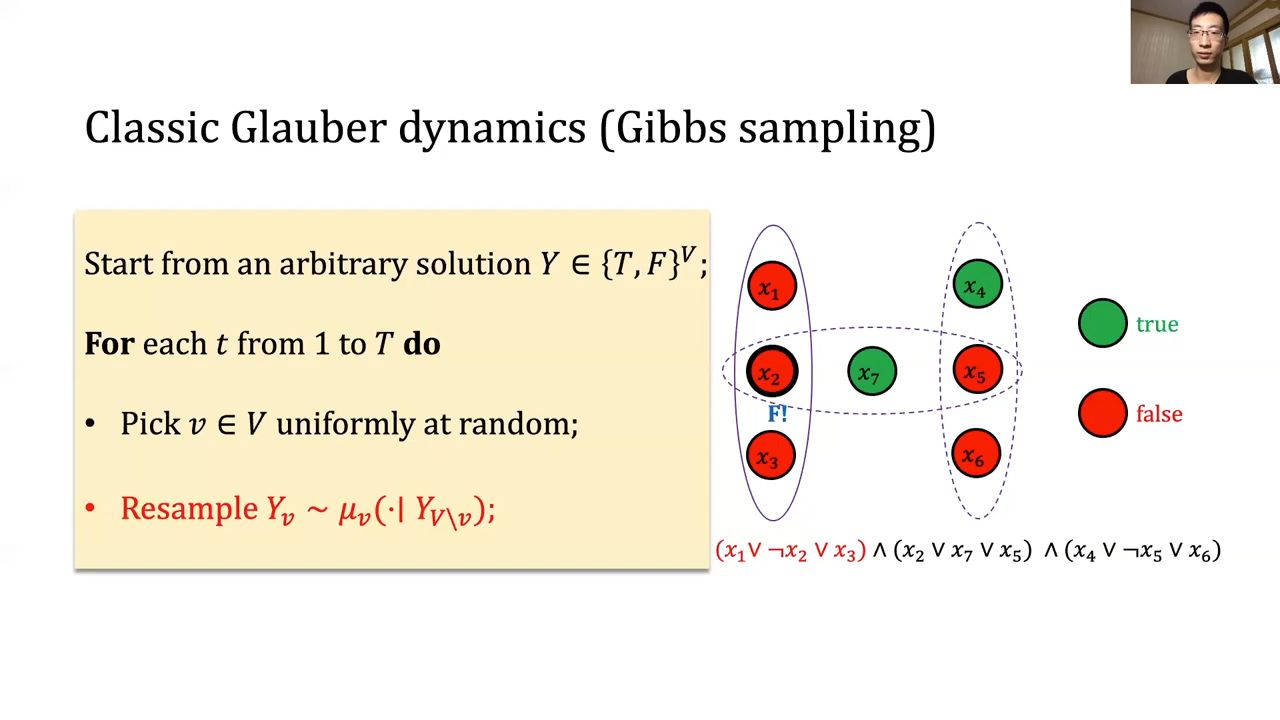 Classic Glauber dynamics (Gibbs sampling)
Start from an arbitrary solution 𝑌 ∈ {𝑇, 𝐹}^𝑉;
For each 𝑡 from 1 to 𝑇 do
• Pick 𝑣 ∈ 𝑉 uniformly at random;
• Resample 𝑌_𝑣 ~ 𝜇_𝑣(·| 𝑌_{𝑉\𝑣});
𝑥₁
𝑥₄
true
𝑥₂
𝑥₇
𝑥₅
F!
false
𝑥₃
𝑥₆
(𝑥₁ ∨ ¬𝑥₂ ∨ 𝑥₃) ∧ (𝑥₂ ∨ 𝑥₇ ∨ 𝑥₅) ∧ (𝑥₄ ∨ ¬𝑥₅ ∨ 𝑥₆)